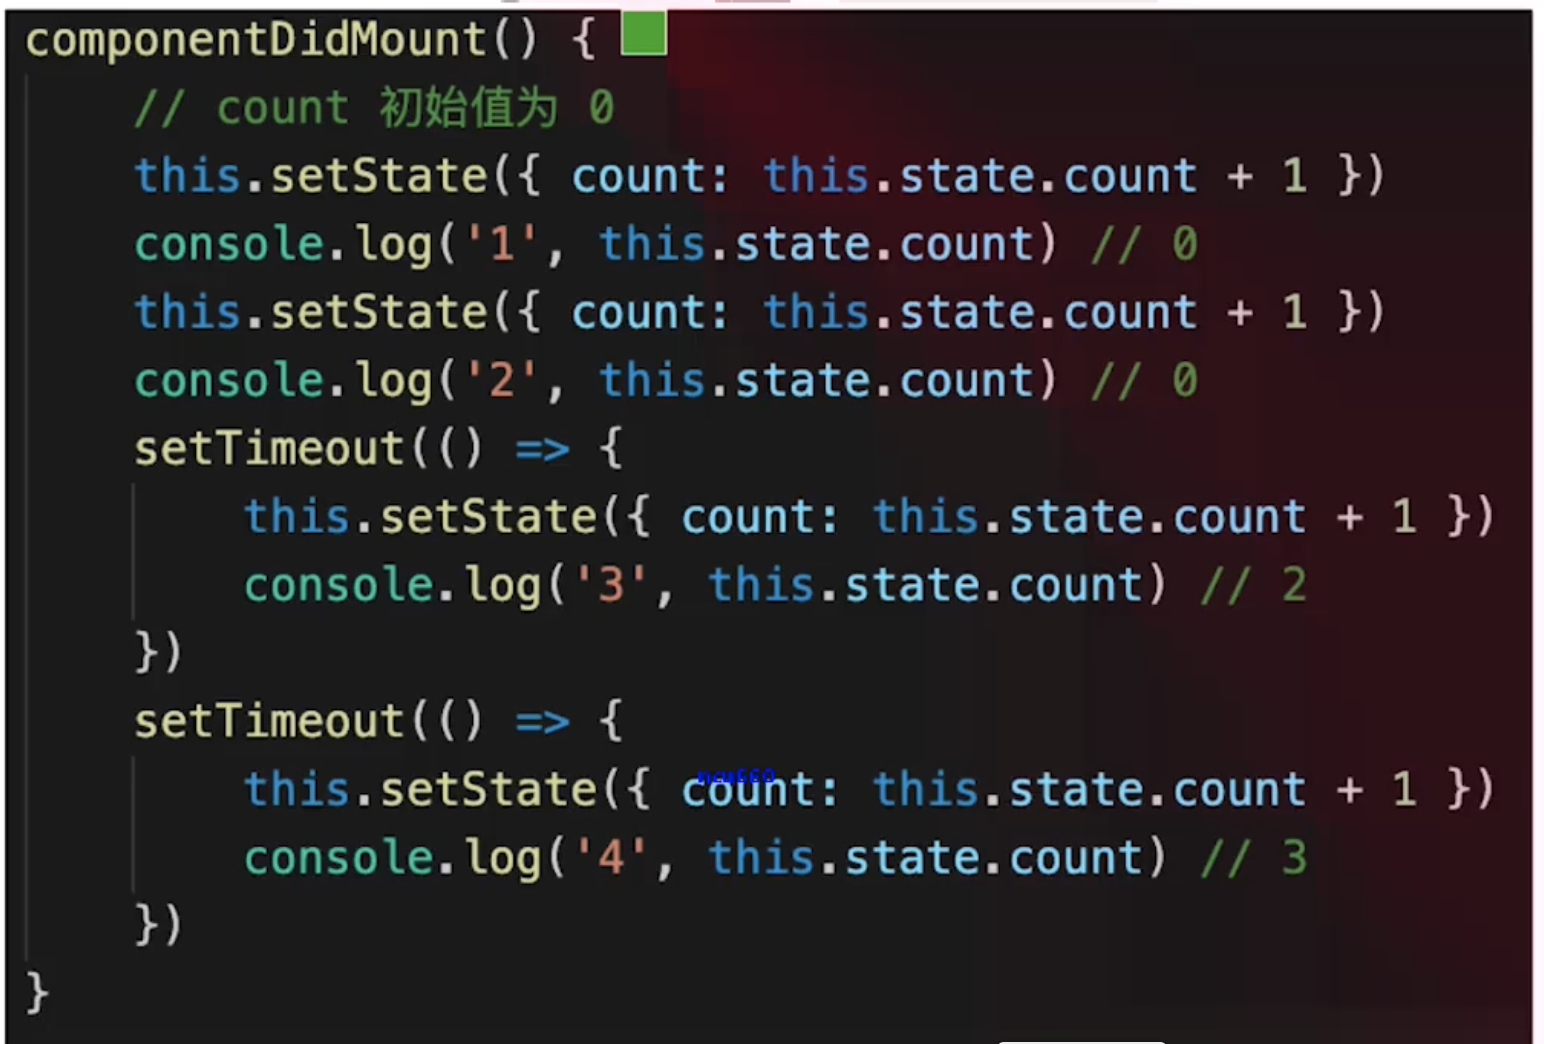 componentDidMount() {
// count 初始值为 0
this.setState({ count: this.state.count + 1 })
console.log('1', this.state.count) // 0
this.setState({ count: this.state.count + 1 })
console.log('2', this.state.count) // 0
setTimeout(() => {
this.setState({ count: this.state.count + 1 })
console.log('3', this.state.count) // 2
})
setTimeout(() => {
ncu660
this.setState({ count: this.state.count + 1 })
console.log('4', this.state.count) // 3
})
}